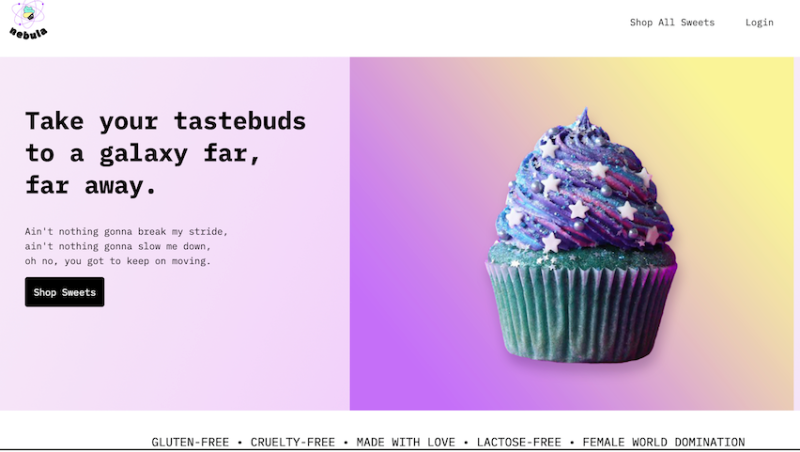 nebula
Shop All Sweets
Login
Take your tastebuds
to a galaxy far,
far away.
Ain't nothing gonna break my stride,
ain't nothing gonna slow me down,
oh no, you got to keep on moving.
Shop Sweets
GLUTEN-FREE • CRUELTY-FREE • MADE WITH LOVE • LACTOSE-FREE • FEMALE WORLD DOMINATION